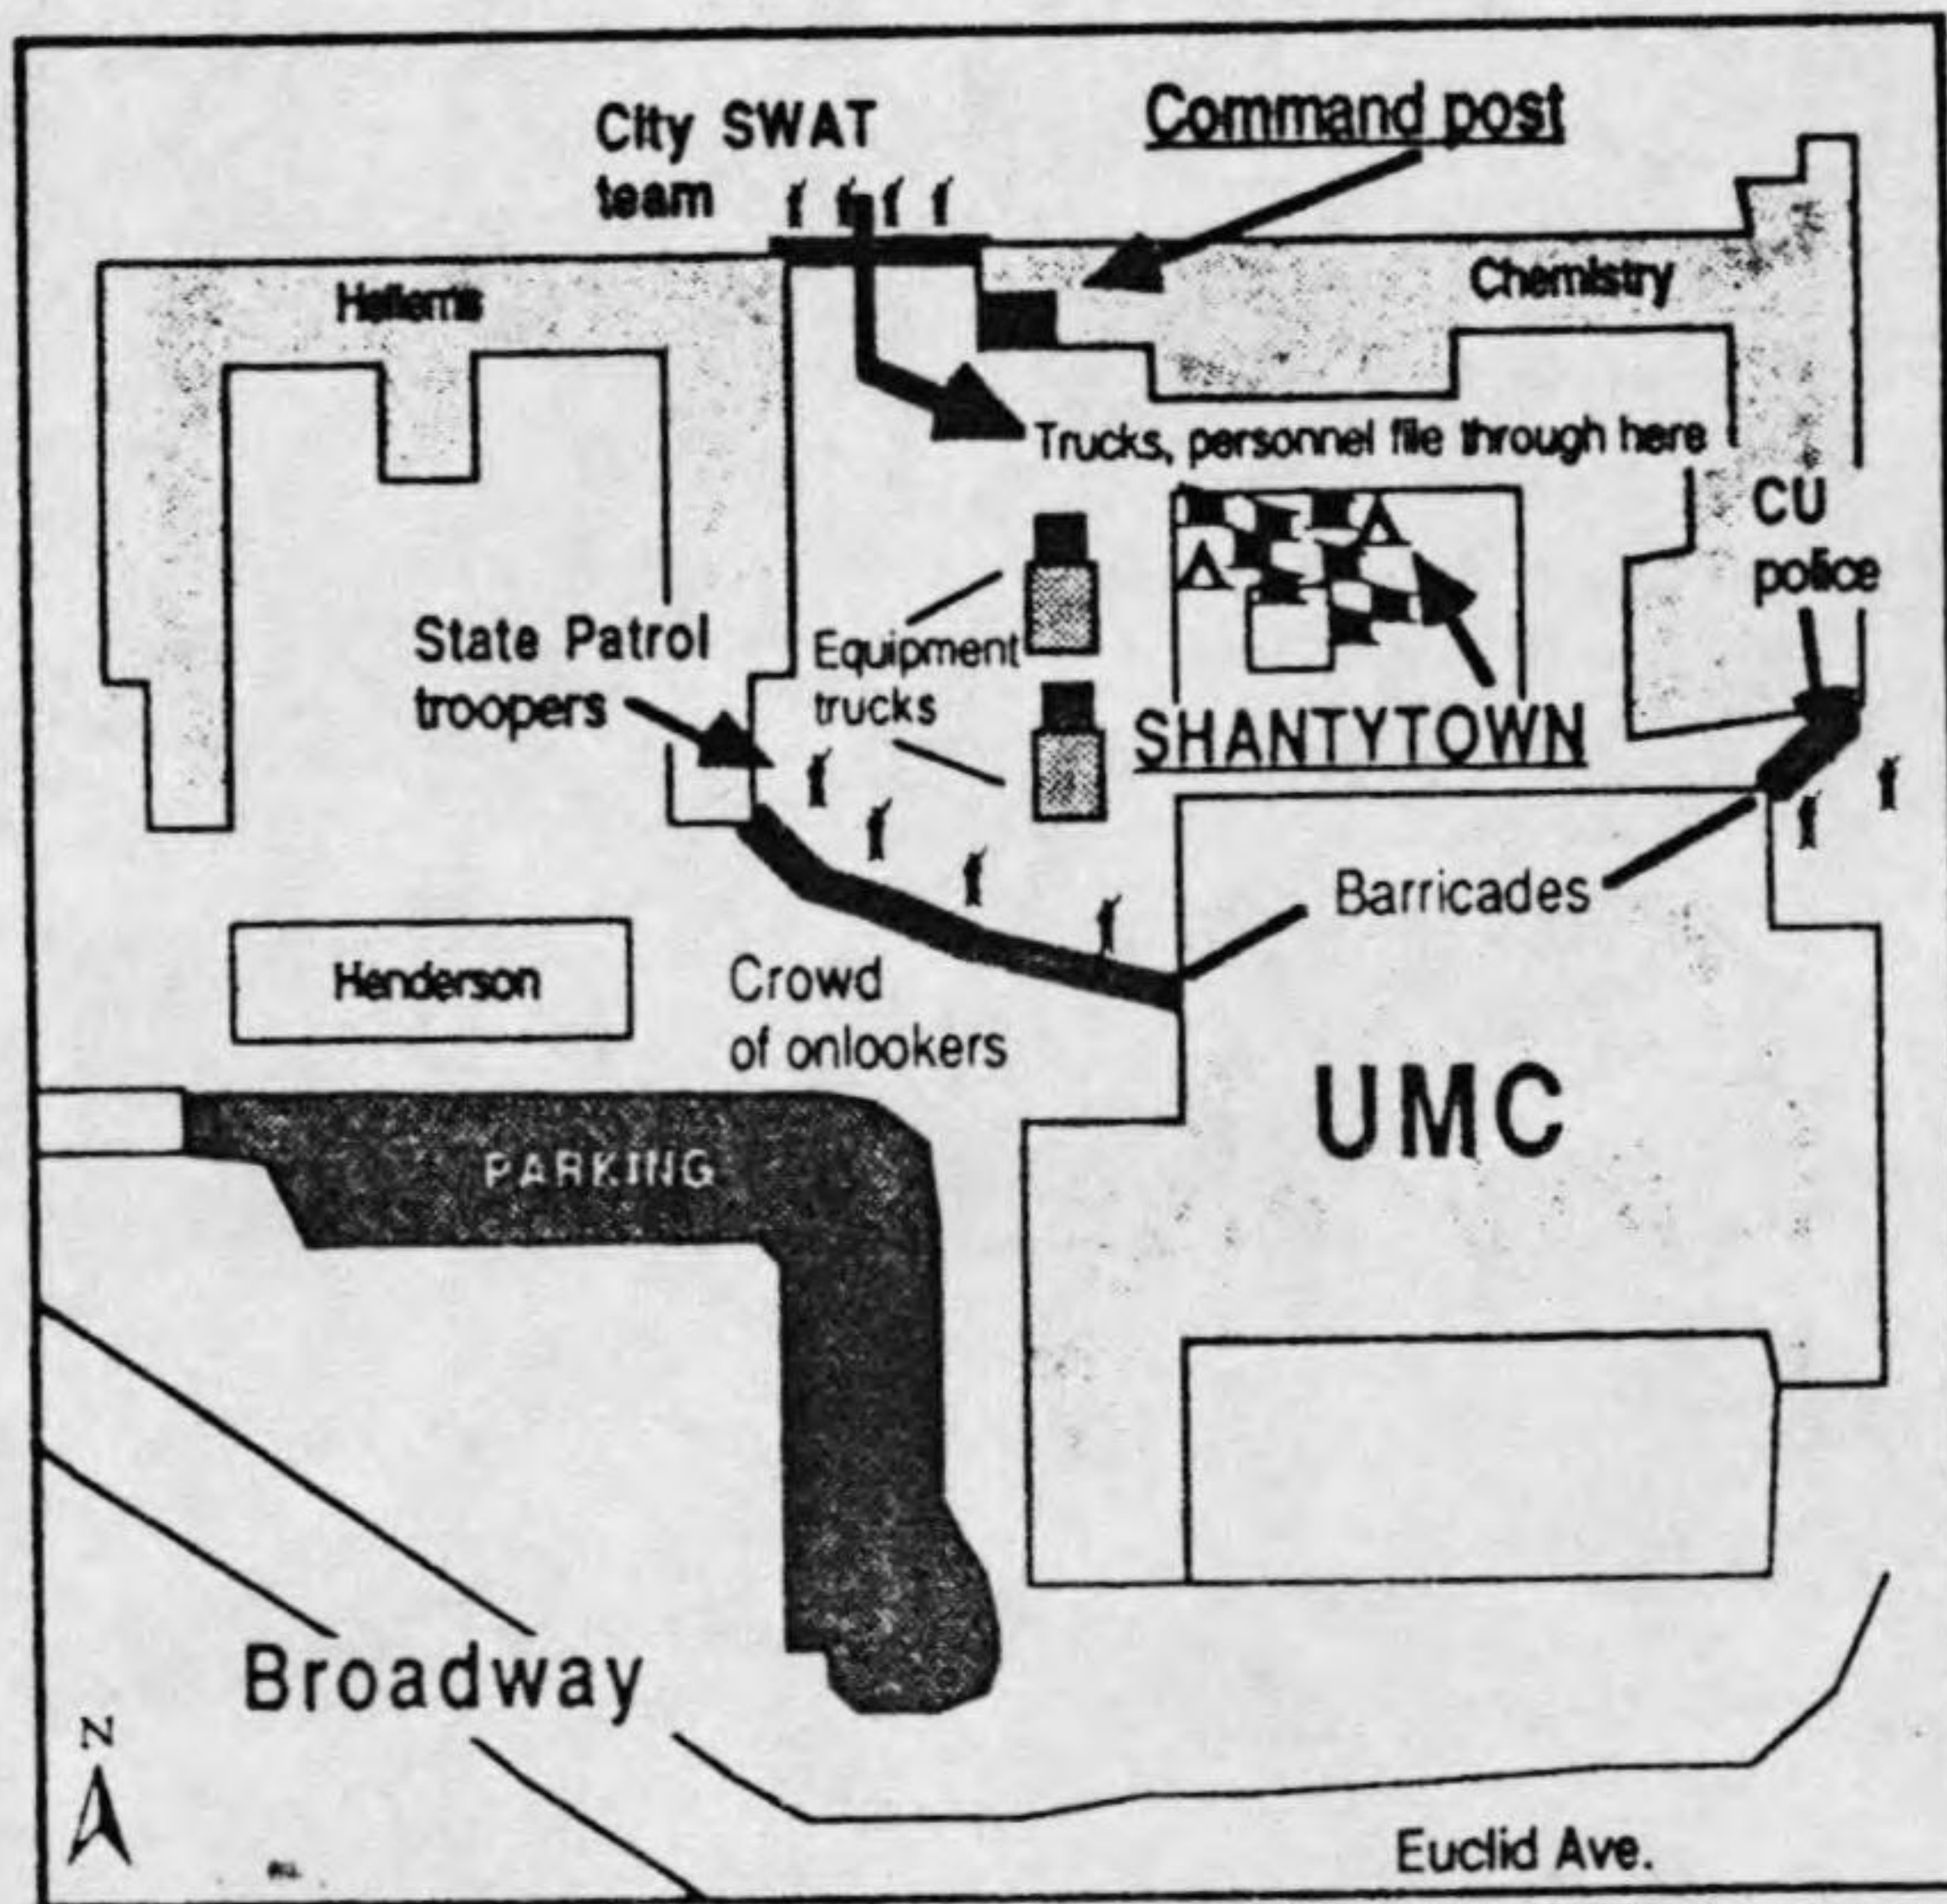 City SWAT
team
Command post
Hellems
Chemistry
Trucks, personnel file through here
CU
police
State Patrol
troopers
Equipment
trucks
SHANTYTOWN
Barricades
Henderson
Crowd
of onlookers
UMC
PARKING
Broadway
N
Euclid Ave.